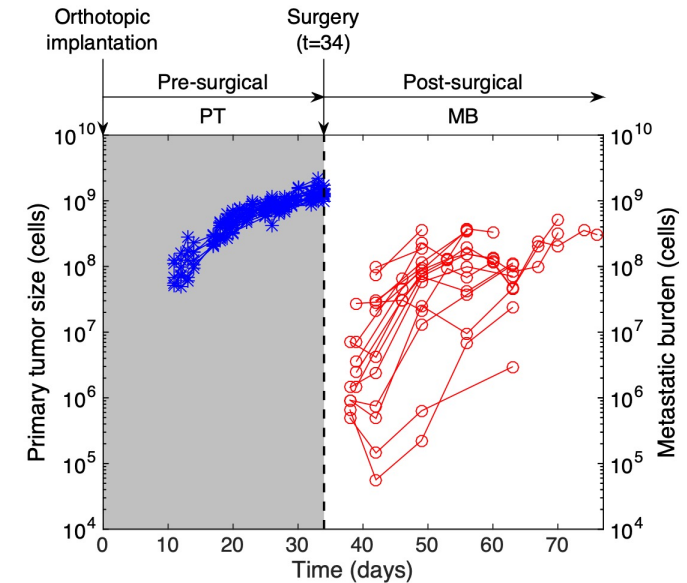 Orthotopic
implantation
Surgery
(t=34)
Pre-surgical
Post-surgical
PT
MB
10^10
10^9
10^8
10^7
10^6
10^5
10^4
Primary tumor size (cells)
10^10
10^9
10^8
10^7
10^6
10^5
10^4
Metastatic burden (cells)
0 10 20 30 40 50 60 70
Time (days)